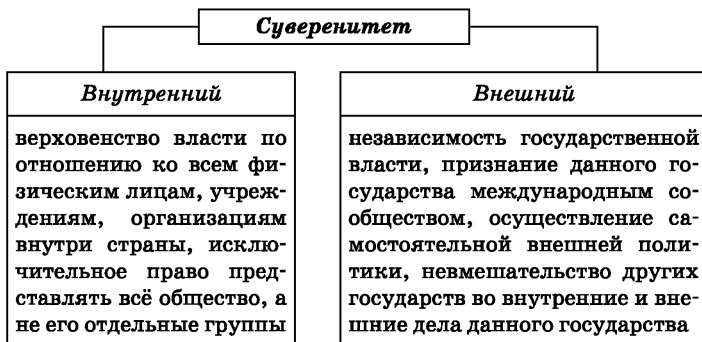 Суверенитет
Внутренний
верховенство власти по
отношению ко всем фи-
зическим лицам, учреж-
дениям, организациям
внутри страны, исклю-
чительное право пред-
ставлять всё общество, а
не его отдельные группы
Внешний
независимость государственной
власти, признание данного го-
сударства международным со-
обществом, осуществление са-
мостоятельной внешней поли-
тики, невмешательство других
государств во внутренние и вне-
шние дела данного государства